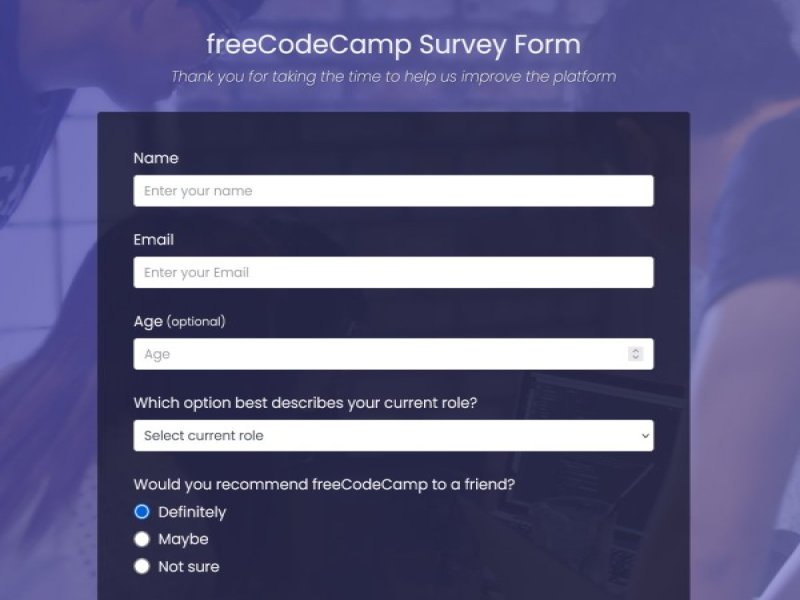 freeCodeCamp Survey Form
Thank you for taking the time to help us improve the platform
Name
Enter your name
Email
Enter your Email
Age (optional)
Age
Which option best describes your current role?
Select current role
Would you recommend freeCodeCamp to a friend?
Definitely
Maybe
Not sure